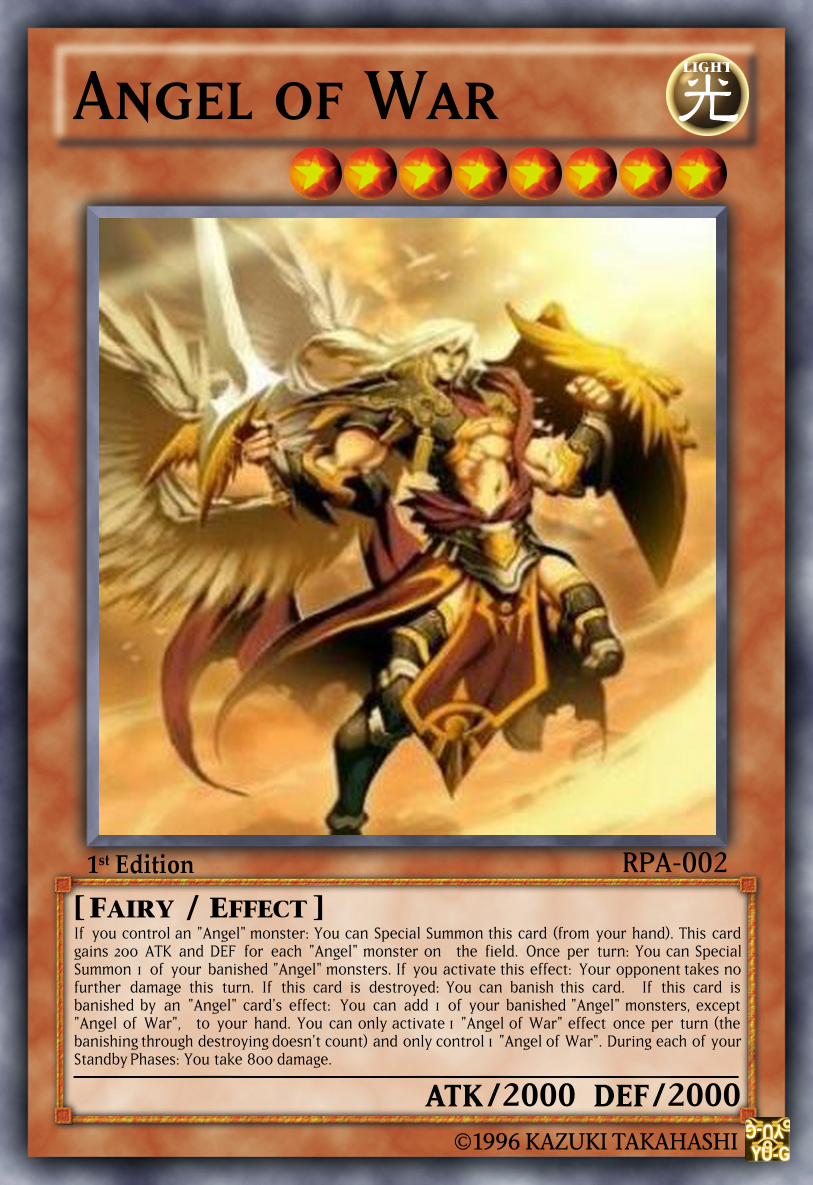 Angel of War
LIGHT
光
1st Edition
RPA-002
[ Fairy / Effect ]
If you control an "Angel" monster: You can Special Summon this card (from your hand). This card
gains 200 ATK and DEF for each "Angel" monster on the field. Once per turn: You can Special
Summon 1 of your banished "Angel" monsters. If you activate this effect: Your opponent takes no
further damage this turn. If this card is destroyed: You can banish this card. If this card is
banished by an "Angel" card's effect: You can add 1 of your banished "Angel" monsters, except
"Angel of War", to your hand. You can only activate 1 "Angel of War" effect once per turn (the
banishing through destroying doesn't count) and only control 1 "Angel of War". During each of your
Standby Phases: You take 800 damage.
ATK/2000 DEF/2000
©1996 KAZUKI TAKAHASHI
YU-G